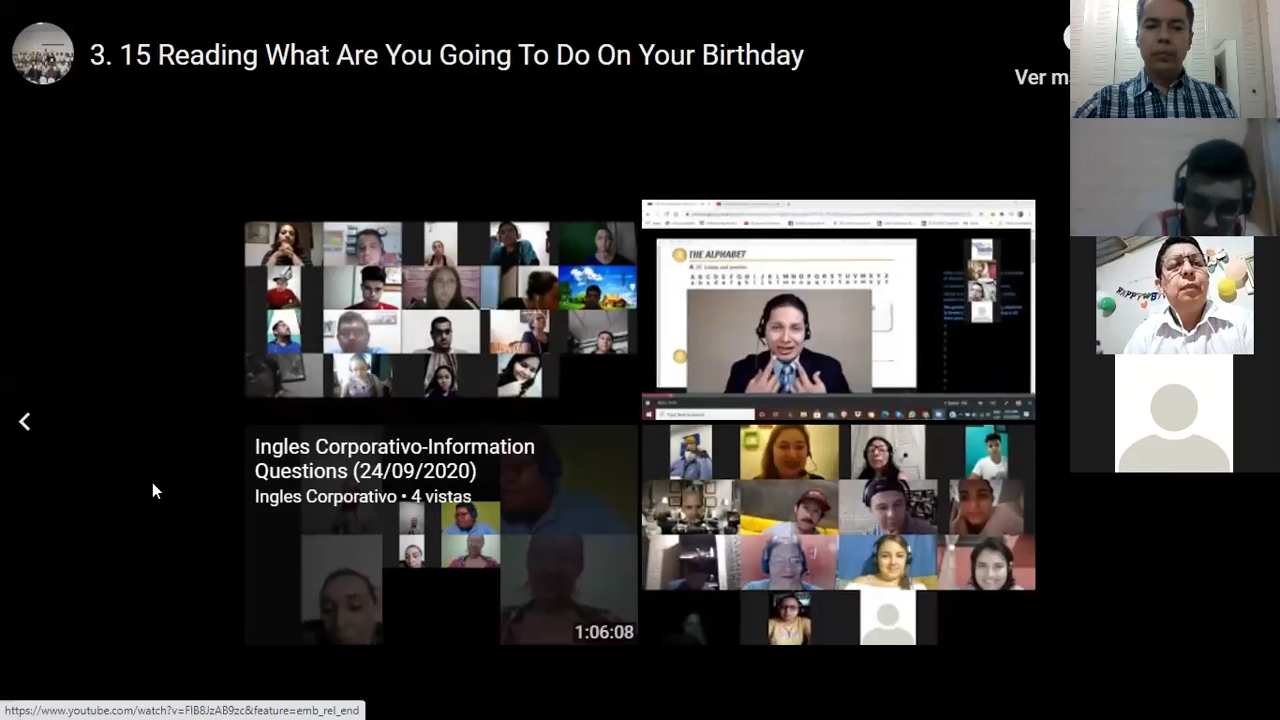 3. 15 Reading What Are You Going To Do On Your Birthday
Ver m
THE ALPHABET
Ingles Corporativo-Information
Questions (24/09/2020)
Ingles Corporativo • 4 vistas
1:06:08
https://www.youtube.com/watch?v=FlB8JzAB9zc&feature=emb_rel_end